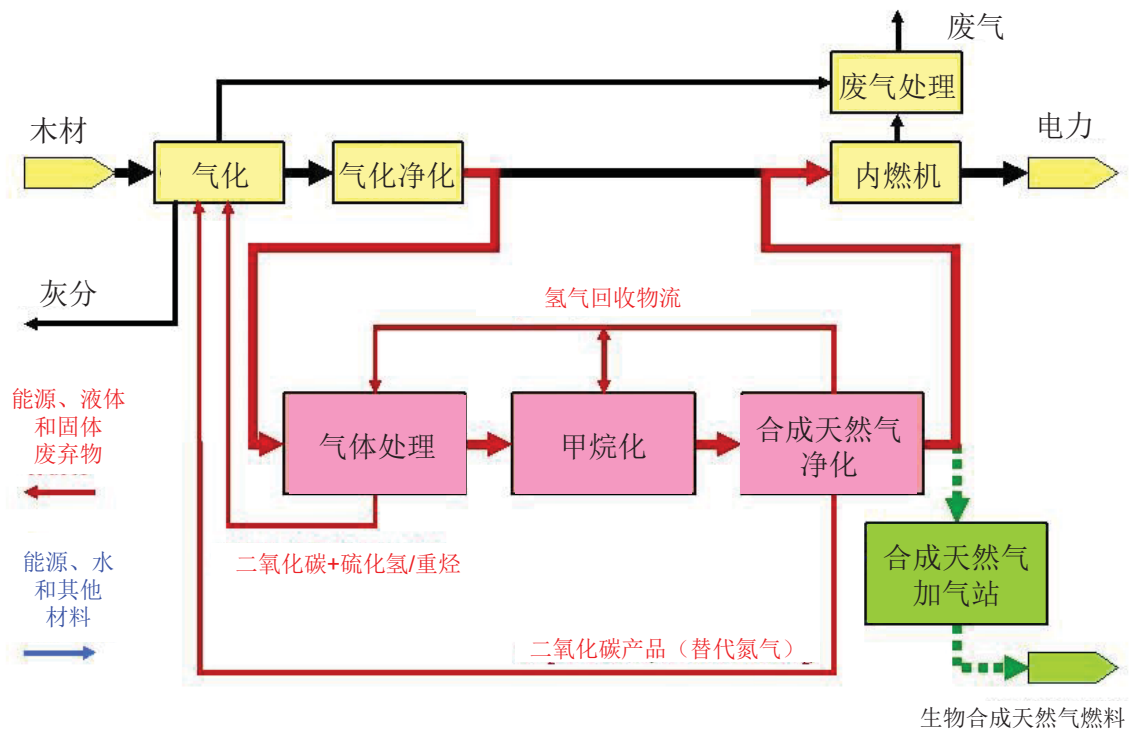 废气
废气处理
木材
电力
气化
气化净化
内燃机
灰分
氢气回收物流
能源、液体
和固体
废弃物
气体处理
甲烷化
合成天然气
净化
二氧化碳+硫化氢/重烃
能源、水
和其他
材料
合成天然气
加气站
二氧化碳产品（替代氮气）
生物合成天然气燃料